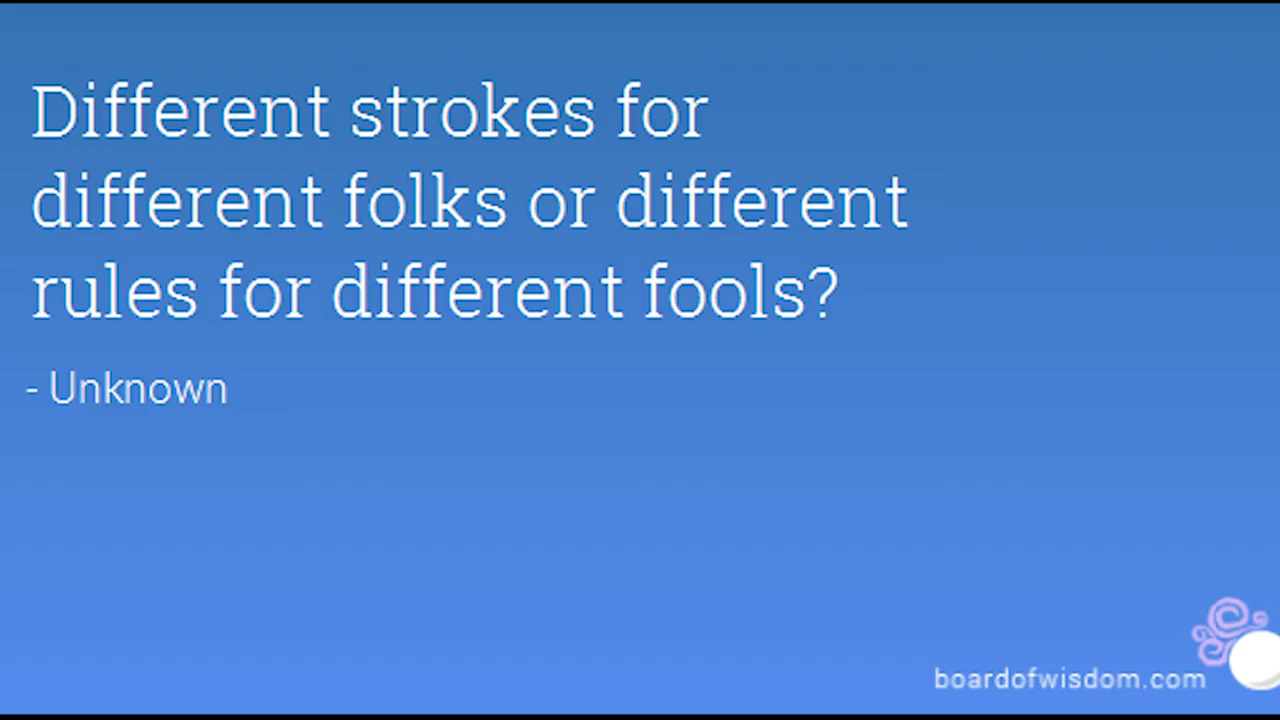 Different strokes for
different folks or different
rules for different fools?
- Unknown
boardofwisdom.com